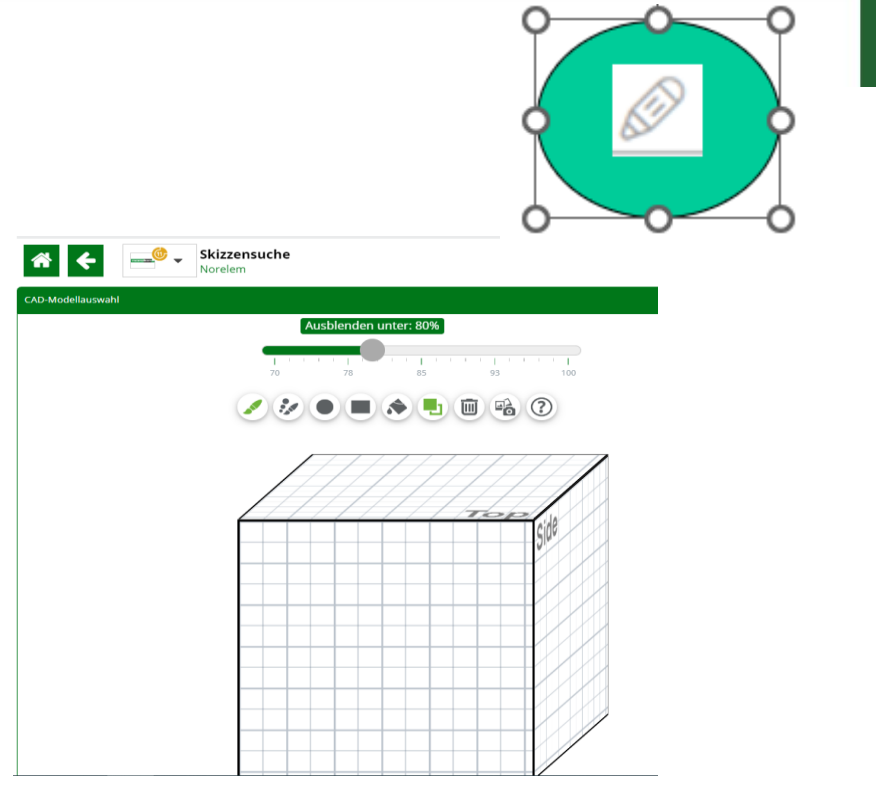 Skizzensuche
Norelem
CAD-Modellauswahl
Ausblenden unter: 80%
70 78 85 93 100
?
Top
Side